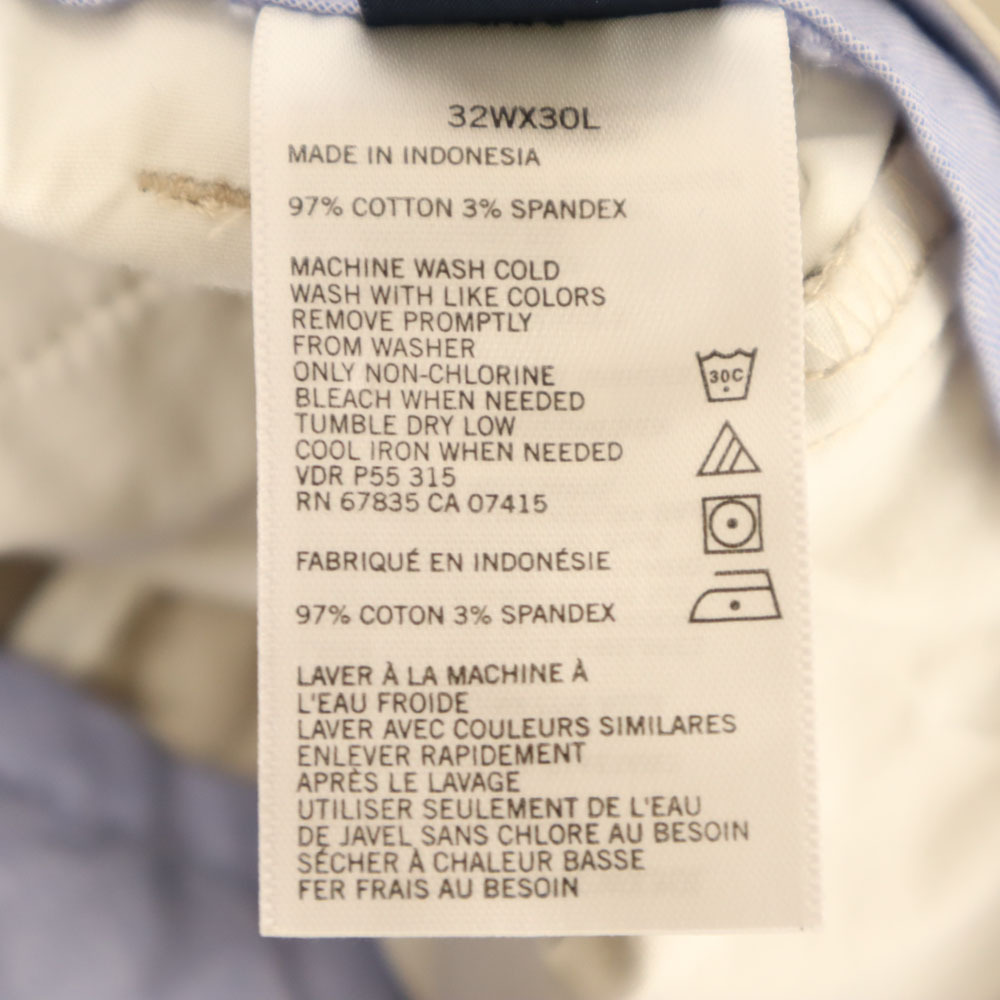 32WX30L
MADE IN INDONESIA
97% COTTON 3% SPANDEX
MACHINE WASH COLD
WASH WITH LIKE COLORS
REMOVE PROMPTLY
FROM WASHER
ONLY NON-CHLORINE
BLEACH WHEN NEEDED
TUMBLE DRY LOW
COOL IRON WHEN NEEDED
VDR P55 315
RN 67835 CA 07415
30C
FABRIQUÉ EN INDONÉSIE
97% COTON 3% SPANDEX
LAVER À LA MACHINE À
L'EAU FROIDE
LAVER AVEC COULEURS SIMILARES
ENLEVER RAPIDEMENT
APRÈS LE LAVAGE
UTILISER SEULEMENT DE L'EAU
DE JAVEL SANS CHLORE AU BESOIN
SÉCHER À CHALEUR BASSE
FER FRAIS AU BESOIN